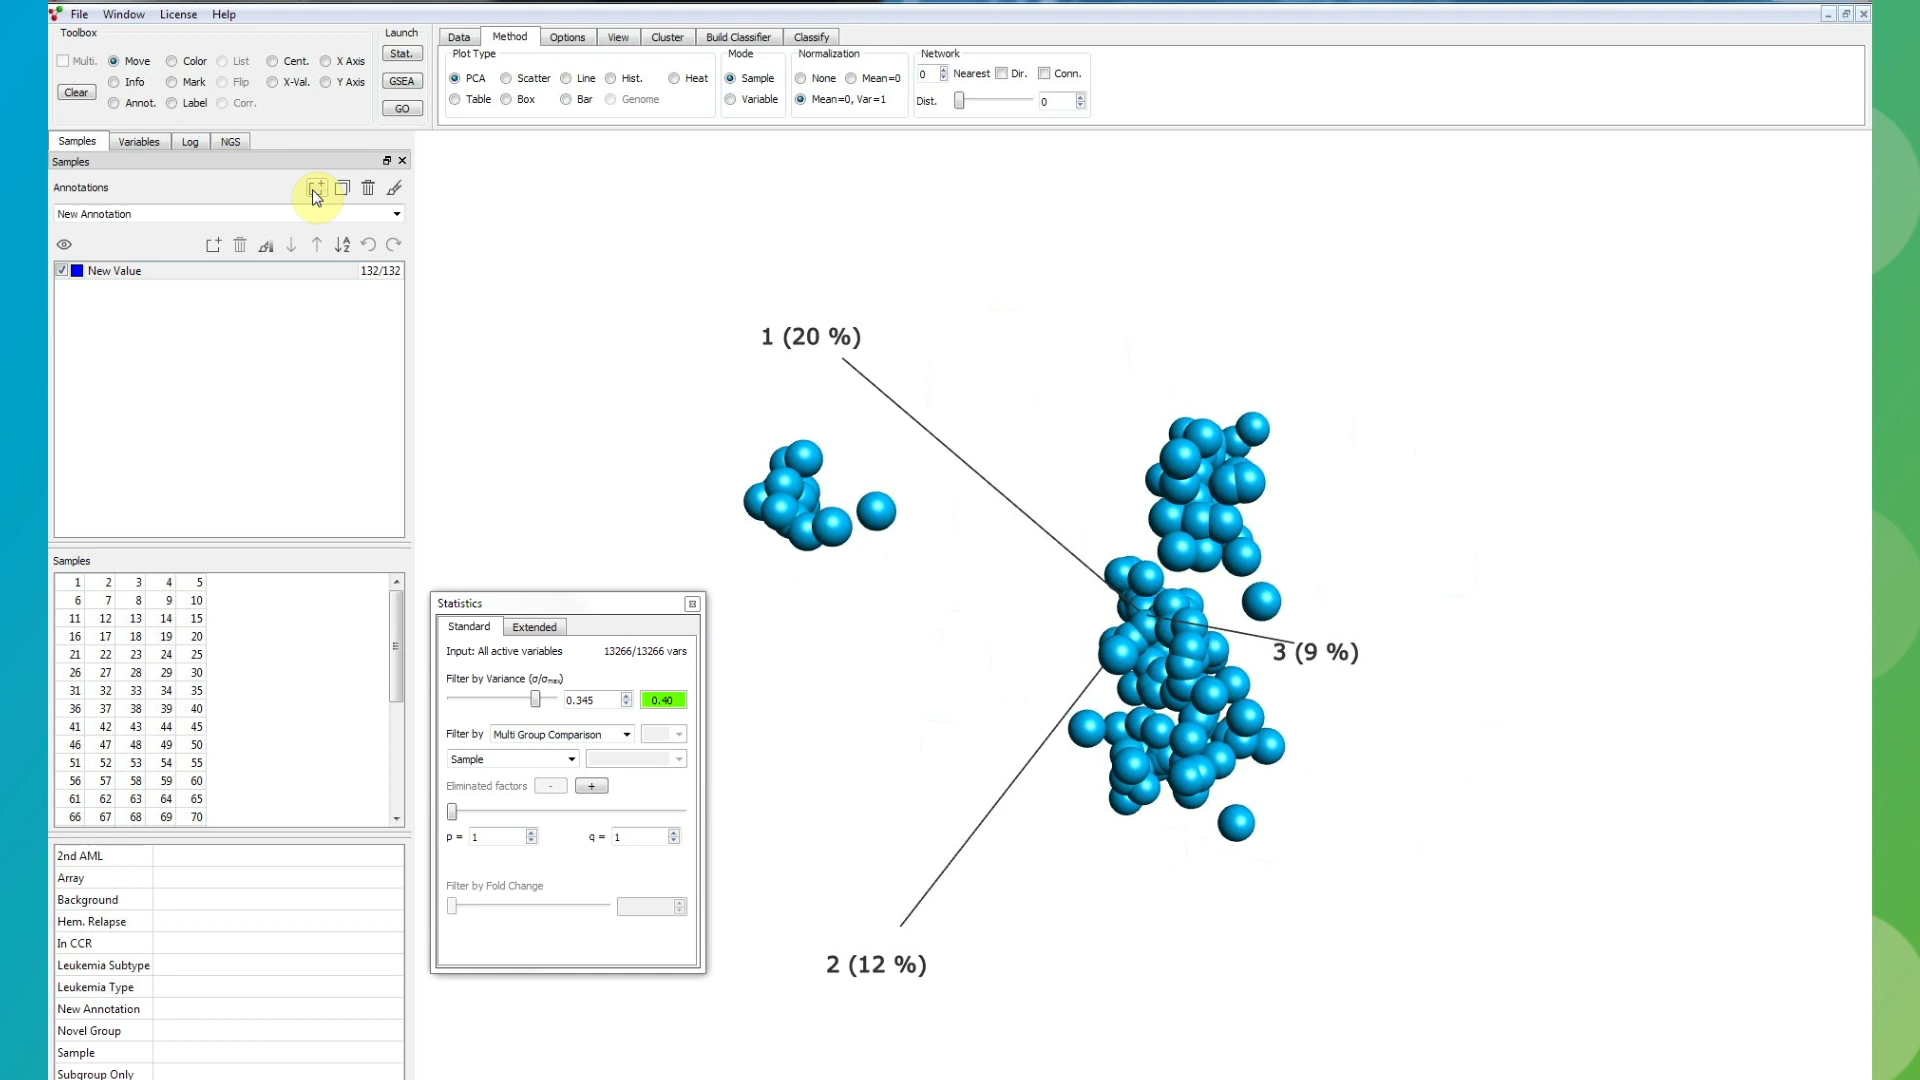 File Window License Help
Toolbox
Multi. Move Color List Cent. X Axis
Info Mark Flip X-Val. Y Axis
Clear
Annot. Label Corr.
Launch
Stat.
GSEA
GO
Data Method Options View Cluster Build Classifier Classify
Plot Type
PCA Scatter Line Hist. Heat
Table Box Bar Genome
Mode
Sample
Variable
Normalization
None Mean=0
Mean=0, Var=1
Network
0 Nearest Dir. Conn.
Dist. 0
Samples Variables Log NGS
Samples
Annotations
New Annotation
New Value 132/132
Samples
1 2 3 4 5
6 7 8 9 10
11 12 13 14 15
16 17 18 19 20
21 22 23 24 25
26 27 28 29 30
31 32 33 34 35
36 37 38 39 40
41 42 43 44 45
46 47 48 49 50
51 52 53 54 55
56 57 58 59 60
61 62 63 64 65
66 67 68 69 70
2nd AML
Array
Background
Hem. Relapse
In CCR
Leukemia Subtype
Leukemia Type
New Annotation
Novel Group
Sample
Subgroup Only
Statistics
Standard Extended
Input: All active variables 13266/13266 vars
Filter by Variance (σ/σmax)
0.345 0.40
Filter by Multi Group Comparison
Sample
Eliminated factors - +
p = 1 q = 1
Filter by Fold Change
1 (20 %)
3 (9 %)
2 (12 %)